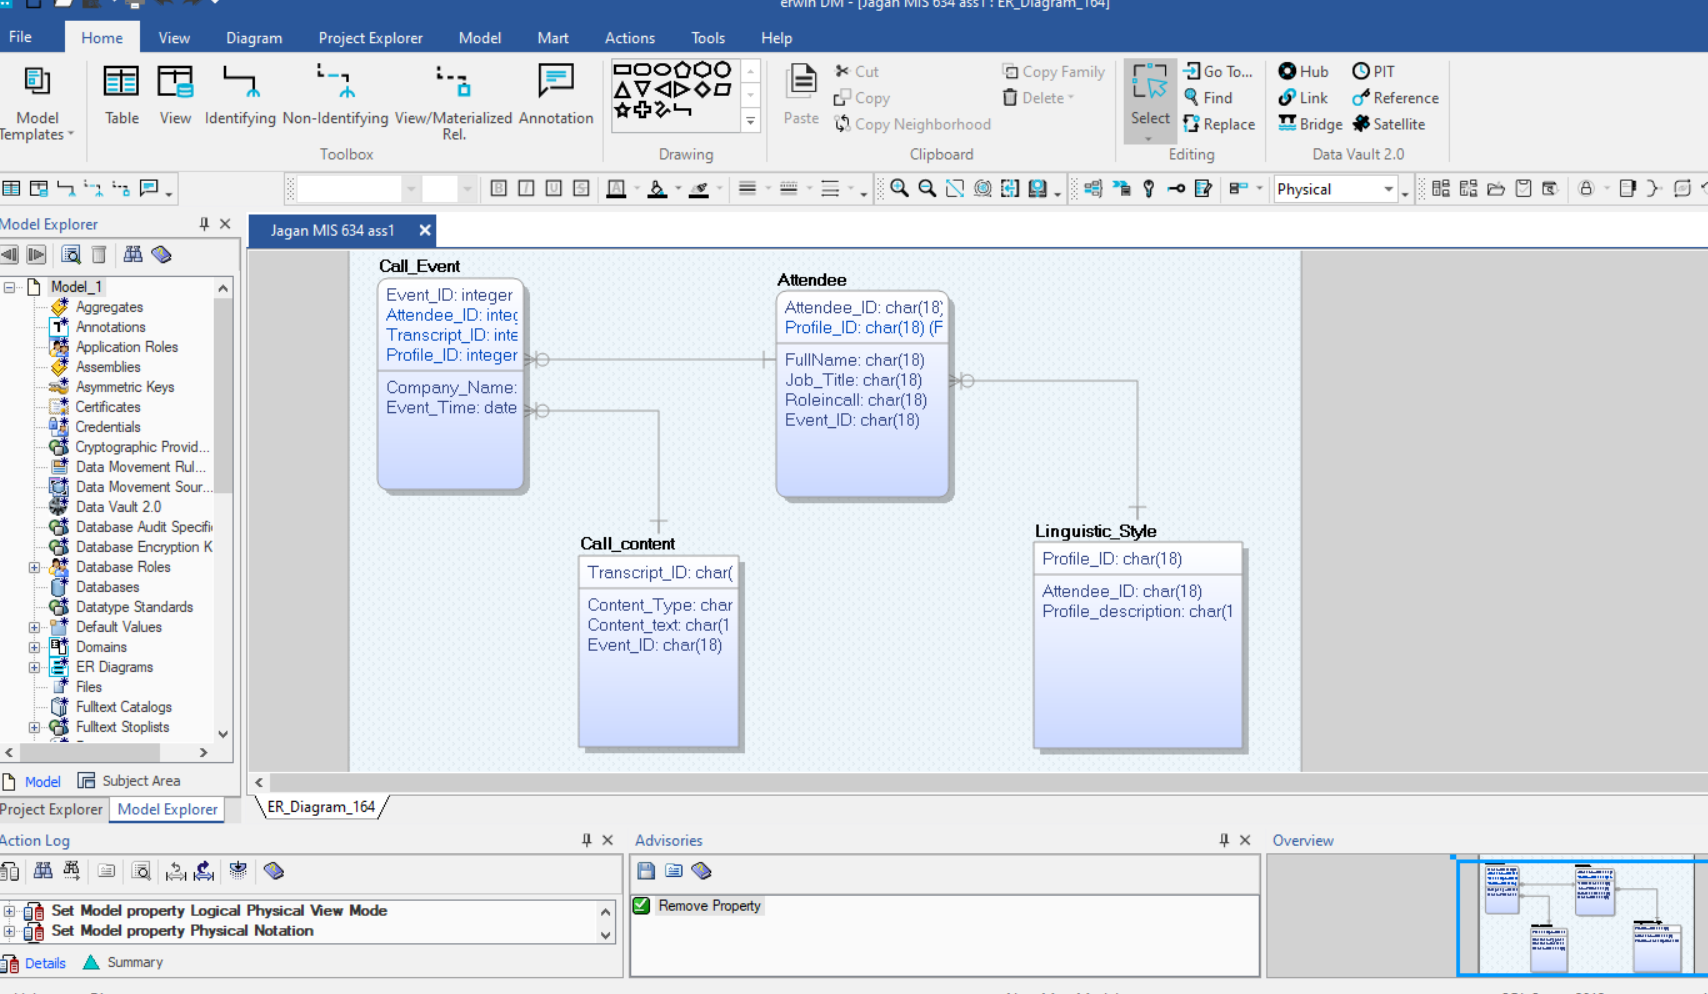 erwin DM - [Jagan MIS 634 ass1 : ER_Diagram_164]
File Home View Diagram Project Explorer Model Mart Actions Tools Help
Model Templates
Table View Identifying Non-Identifying View/Materialized Rel. Annotation
Toolbox
Drawing
Paste
Cut
Copy
Copy Neighborhood
Copy Family
Delete
Clipboard
Select
Go To...
Find
Replace
Editing
Hub PIT
Link Reference
Bridge Satellite
Data Vault 2.0
B I U S A
Physical
Model Explorer
Jagan MIS 634 ass1
Model_1
Aggregates
Annotations
Application Roles
Assemblies
Asymmetric Keys
Certificates
Credentials
Cryptographic Provid...
Data Movement Rul...
Data Movement Sour...
Data Vault 2.0
Database Audit Specifi
Database Encryption K
Database Roles
Databases
Datatype Standards
Default Values
Domains
ER Diagrams
Files
Fulltext Catalogs
Fulltext Stoplists
Model Subject Area
Project Explorer Model Explorer
Call_Event
Event_ID: integer
Attendee_ID: integ
Transcript_ID: inte
Profile_ID: integer
Company_Name:
Event_Time: date
Attendee
Attendee_ID: char(18)
Profile_ID: char(18) (F
FullName: char(18)
Job_Title: char(18)
Roleincall: char(18)
Event_ID: char(18)
Call_content
Transcript_ID: char(
Content_Type: char
Content_text: char(1
Event_ID: char(18)
Linguistic_Style
Profile_ID: char(18)
Attendee_ID: char(18)
Profile_description: char(1
ER_Diagram_164
Action Log
Set Model property Logical Physical View Mode
Set Model property Physical Notation
Details Summary
Advisories
Remove Property
Overview